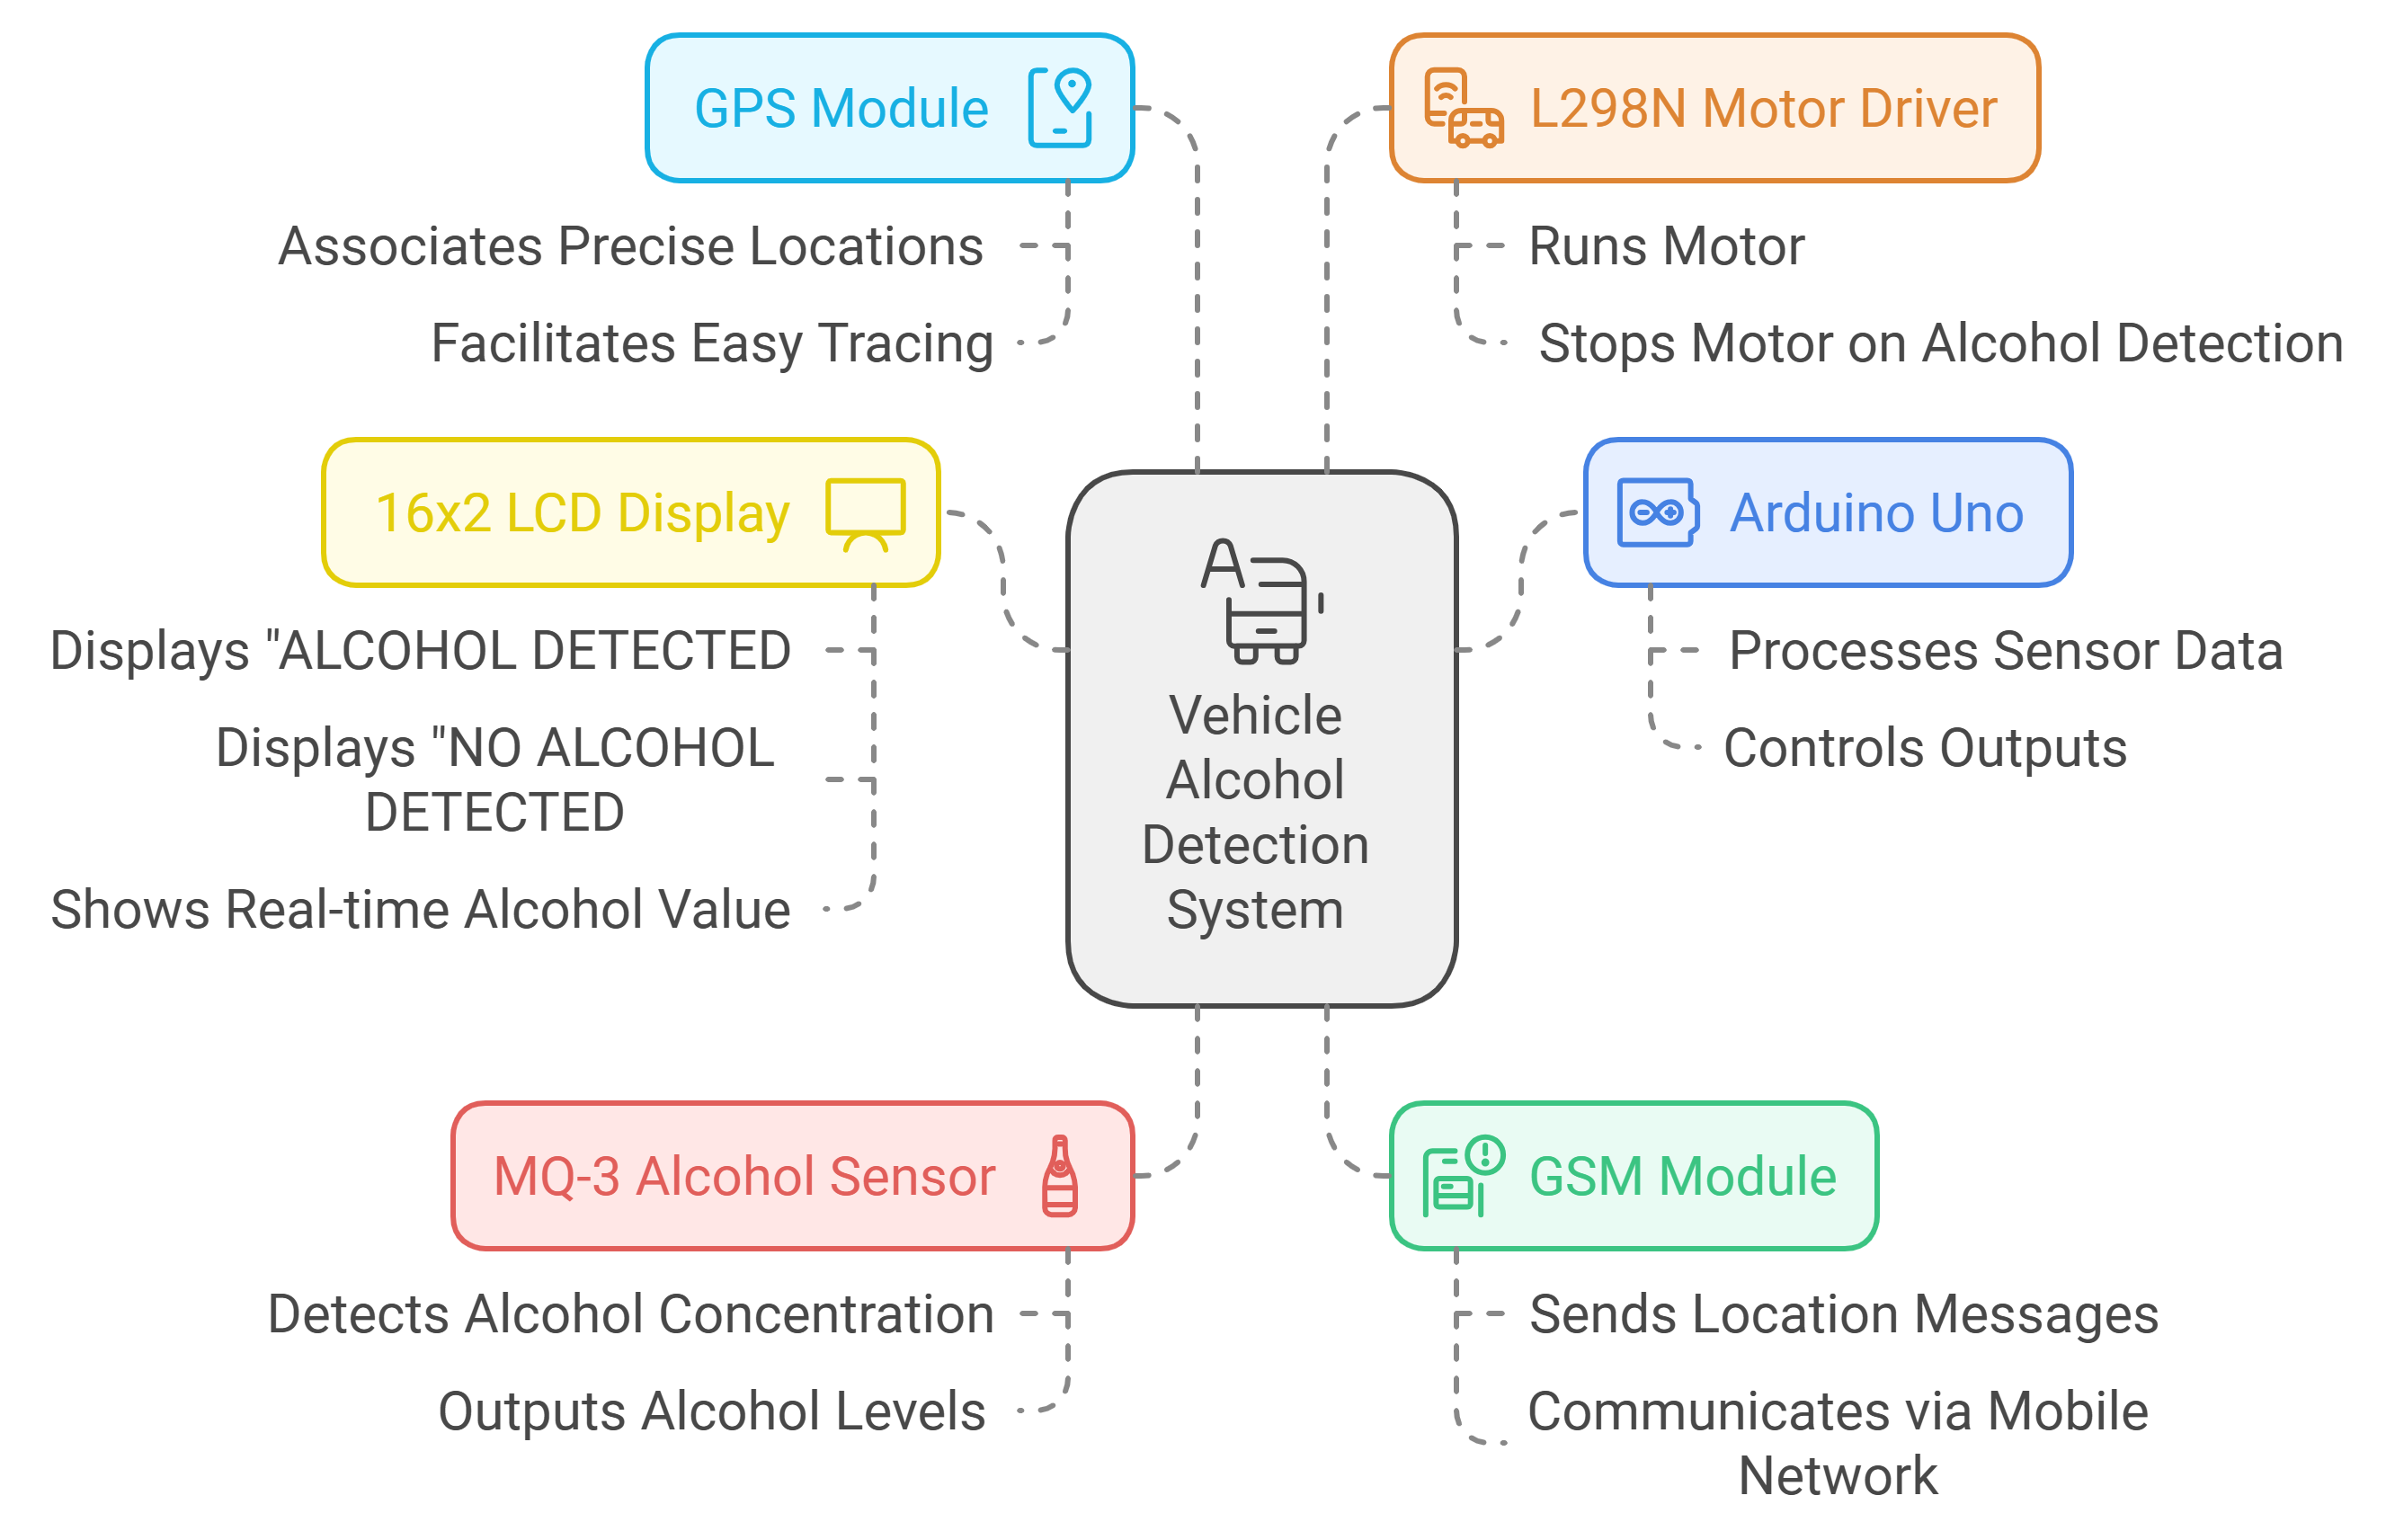 GPS Module
Associates Precise Locations
Facilitates Easy Tracing
L298N Motor Driver
Runs Motor
Stops Motor on Alcohol Detection
16x2 LCD Display
Displays "ALCOHOL DETECTED
Displays "NO ALCOHOL
DETECTED
Shows Real-time Alcohol Value
A
Vehicle
Alcohol
Detection
System
Arduino Uno
Processes Sensor Data
Controls Outputs
MQ-3 Alcohol Sensor
Detects Alcohol Concentration
Outputs Alcohol Levels
GSM Module
Sends Location Messages
Communicates via Mobile
Network